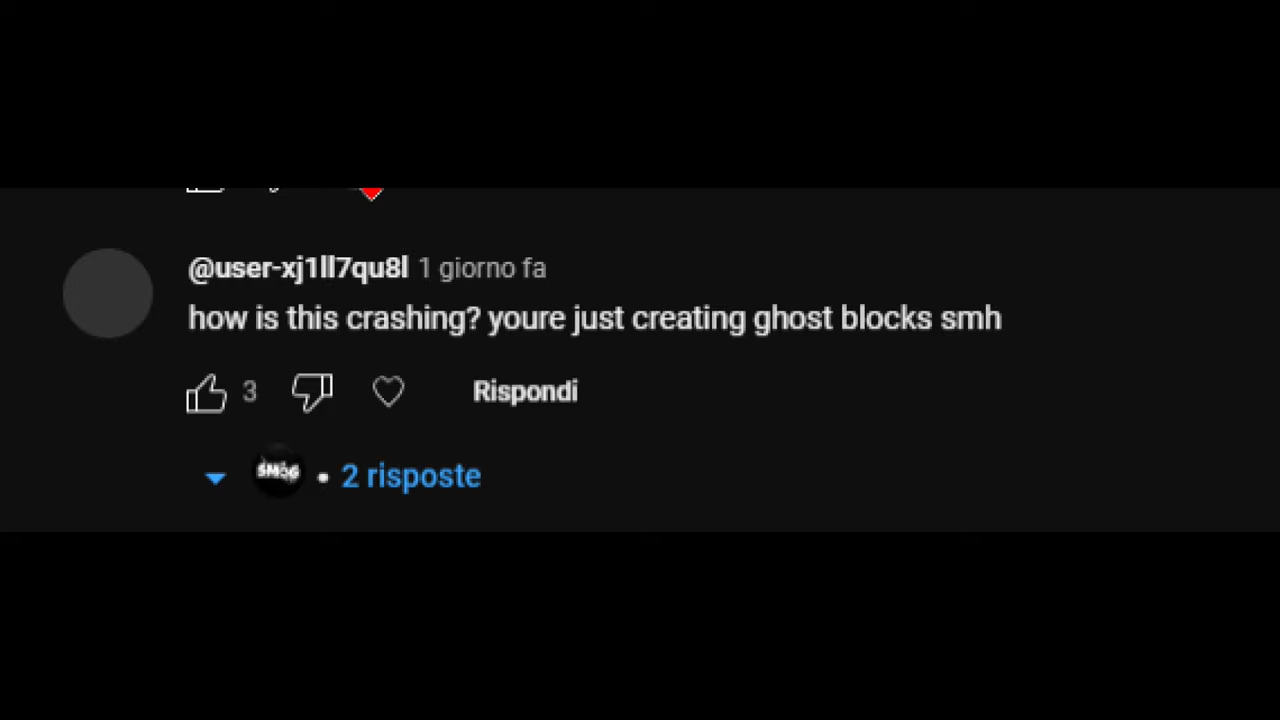 @user-xj1ll7qu8l 1 giorno fa
how is this crashing? youre just creating ghost blocks smh
3 Rispondi
SMOG • 2 risposte